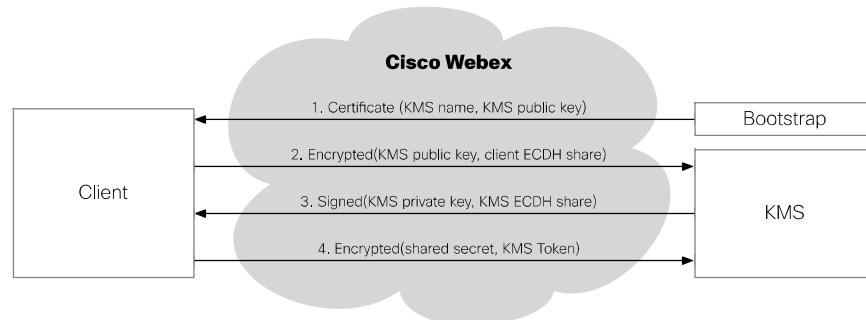 Cisco Webex
1. Certificate (KMS name, KMS public key)
Bootstrap
2. Encrypted(KMS public key, client ECDH share)
Client
3. Signed(KMS private key, KMS ECDH share)
KMS
4. Encrypted(shared secret, KMS Token)